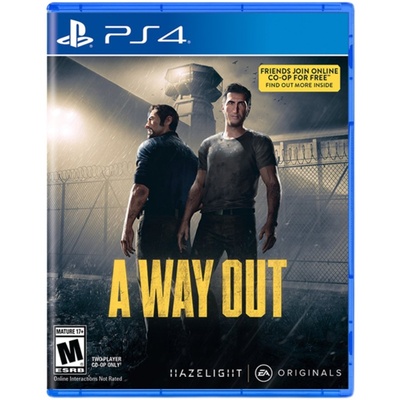 PS4
FRIENDS JOIN ONLINE
CO-OP FOR FREE*
FIND OUT MORE INSIDE
A WAY OUT
MATURE 17+
M
ESRB
TWO-PLAYER
CO-OP ONLY*
Online Interactions Not Rated
HAZELIGHT
EA ORIGINALS